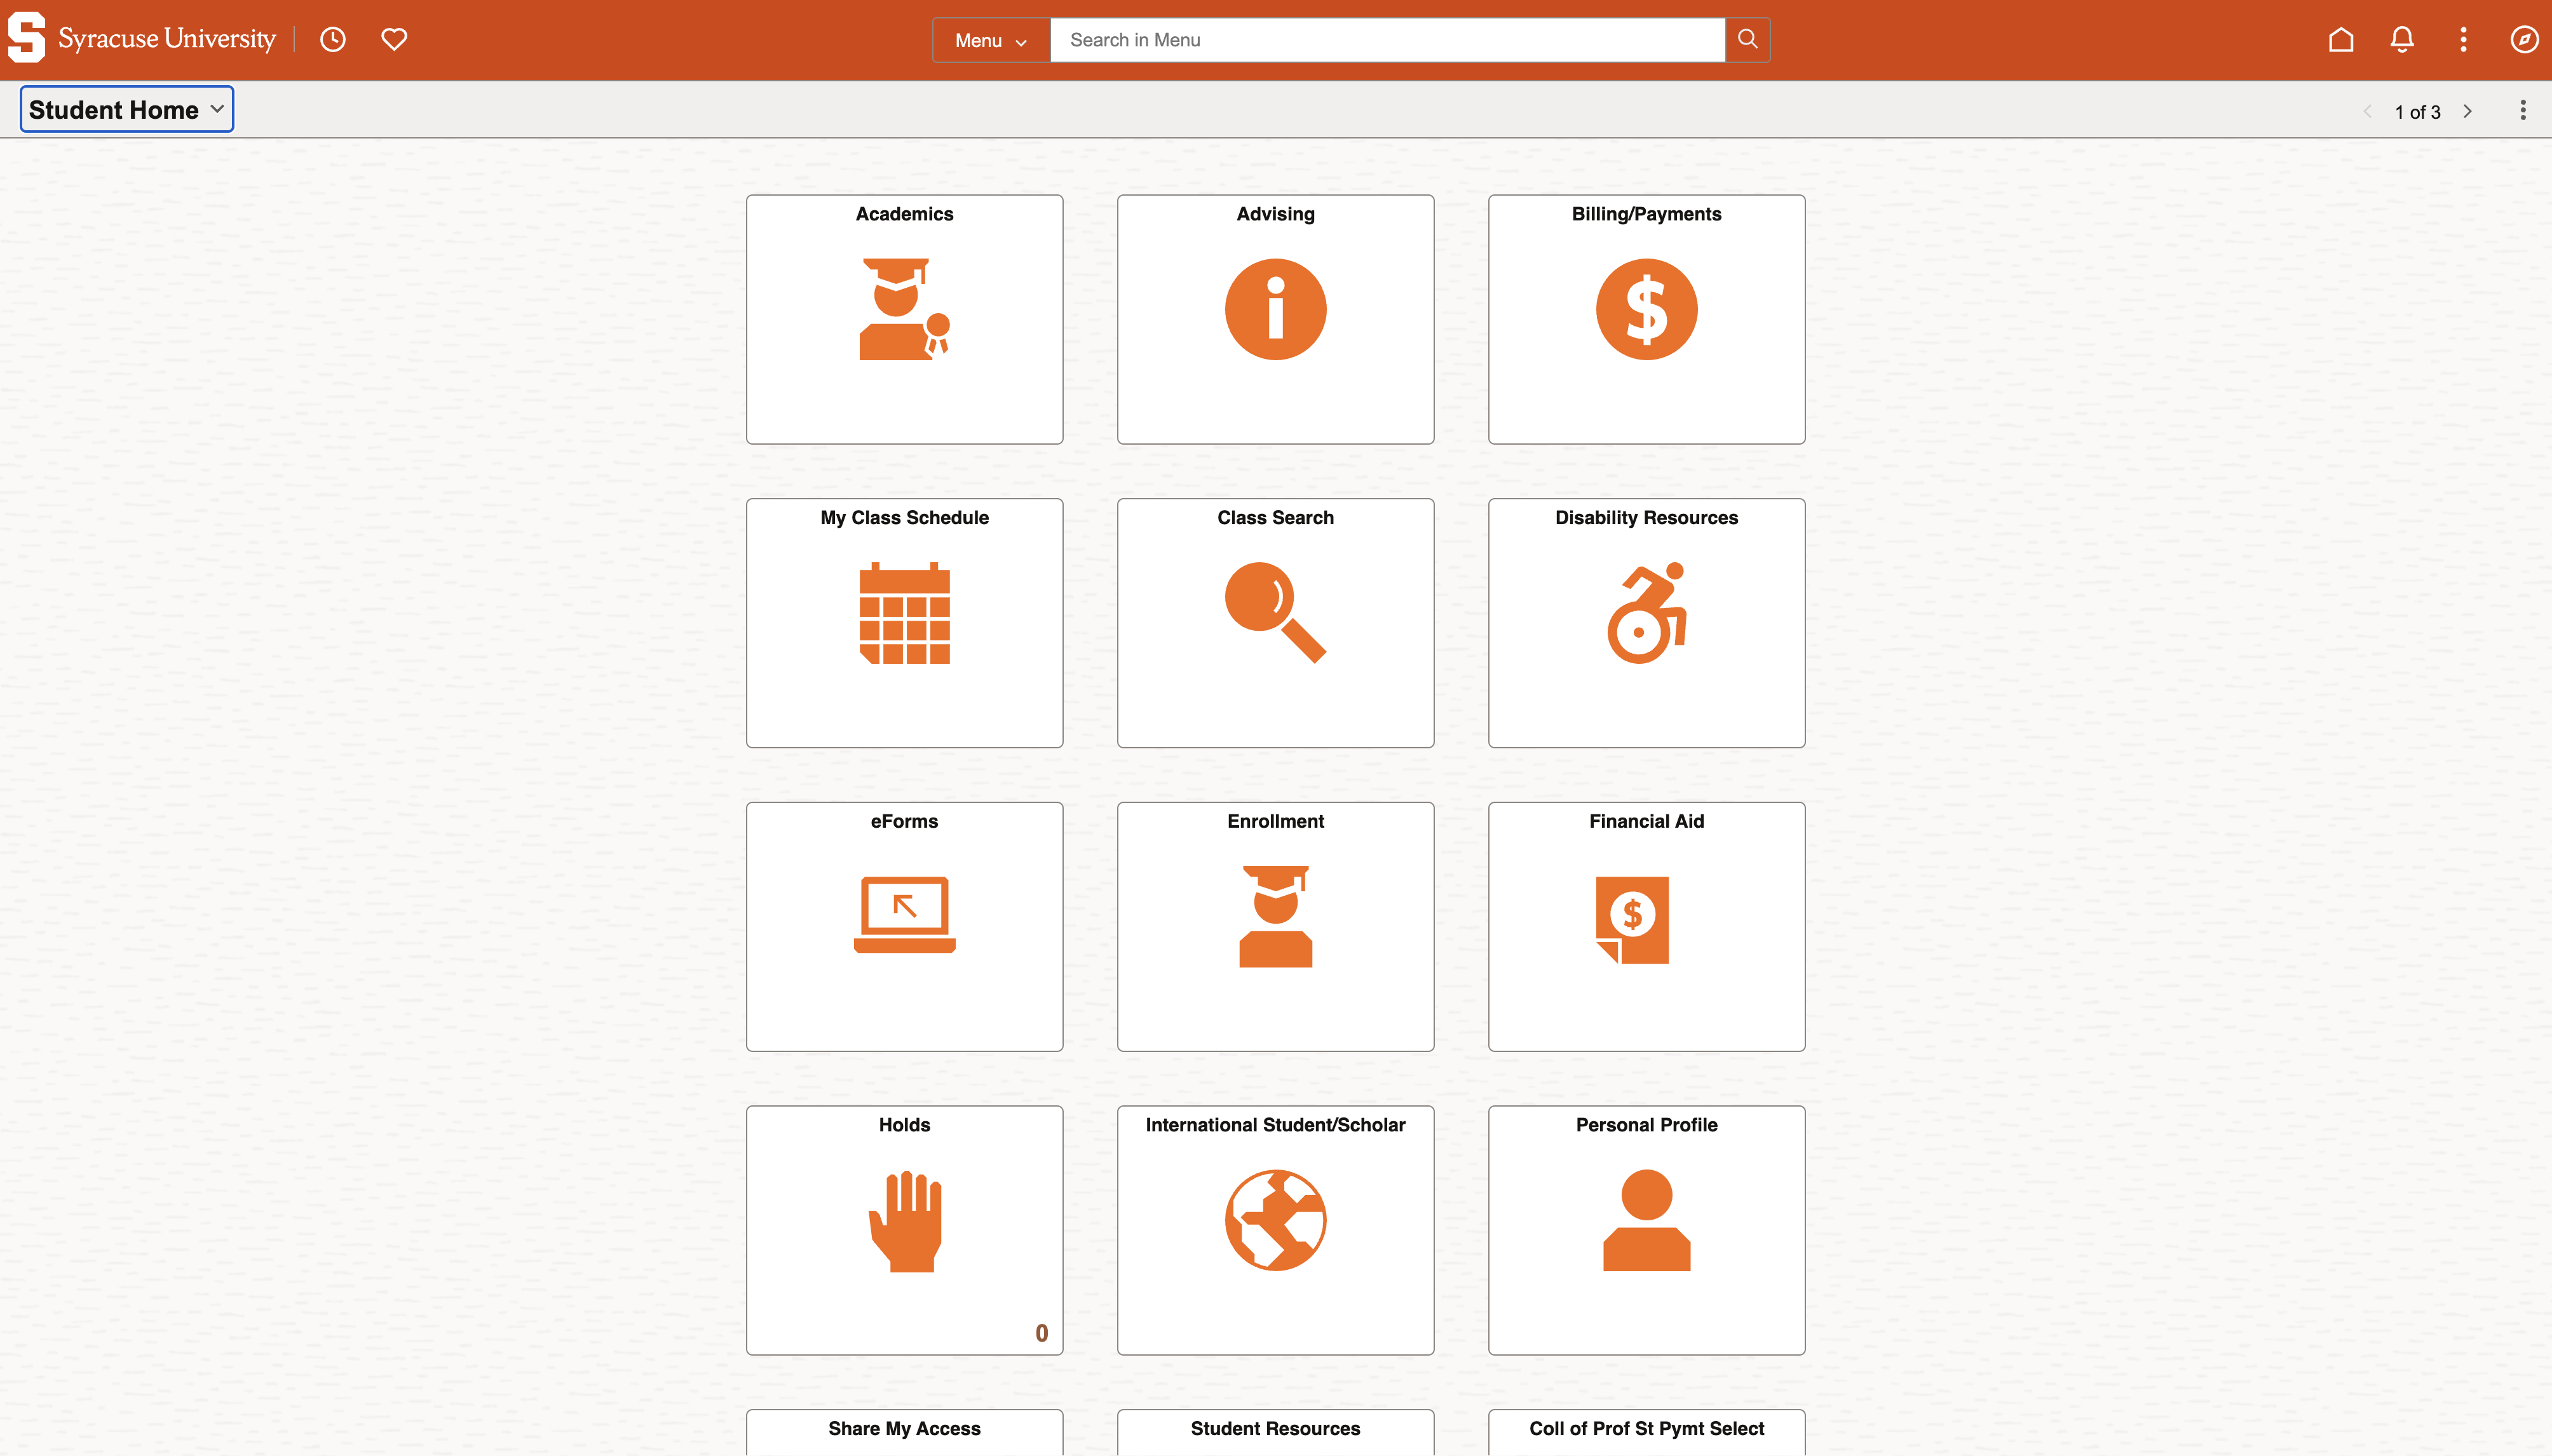 S Syracuse University
Menu
Search in Menu
Student Home
1 of 3
Academics
Advising
Billing/Payments
$
My Class Schedule
Class Search
Disability Resources
eForms
Enrollment
Financial Aid
$
Holds
International Student/Scholar
Personal Profile
0
Share My Access
Student Resources
Coll of Prof St Pymt Select